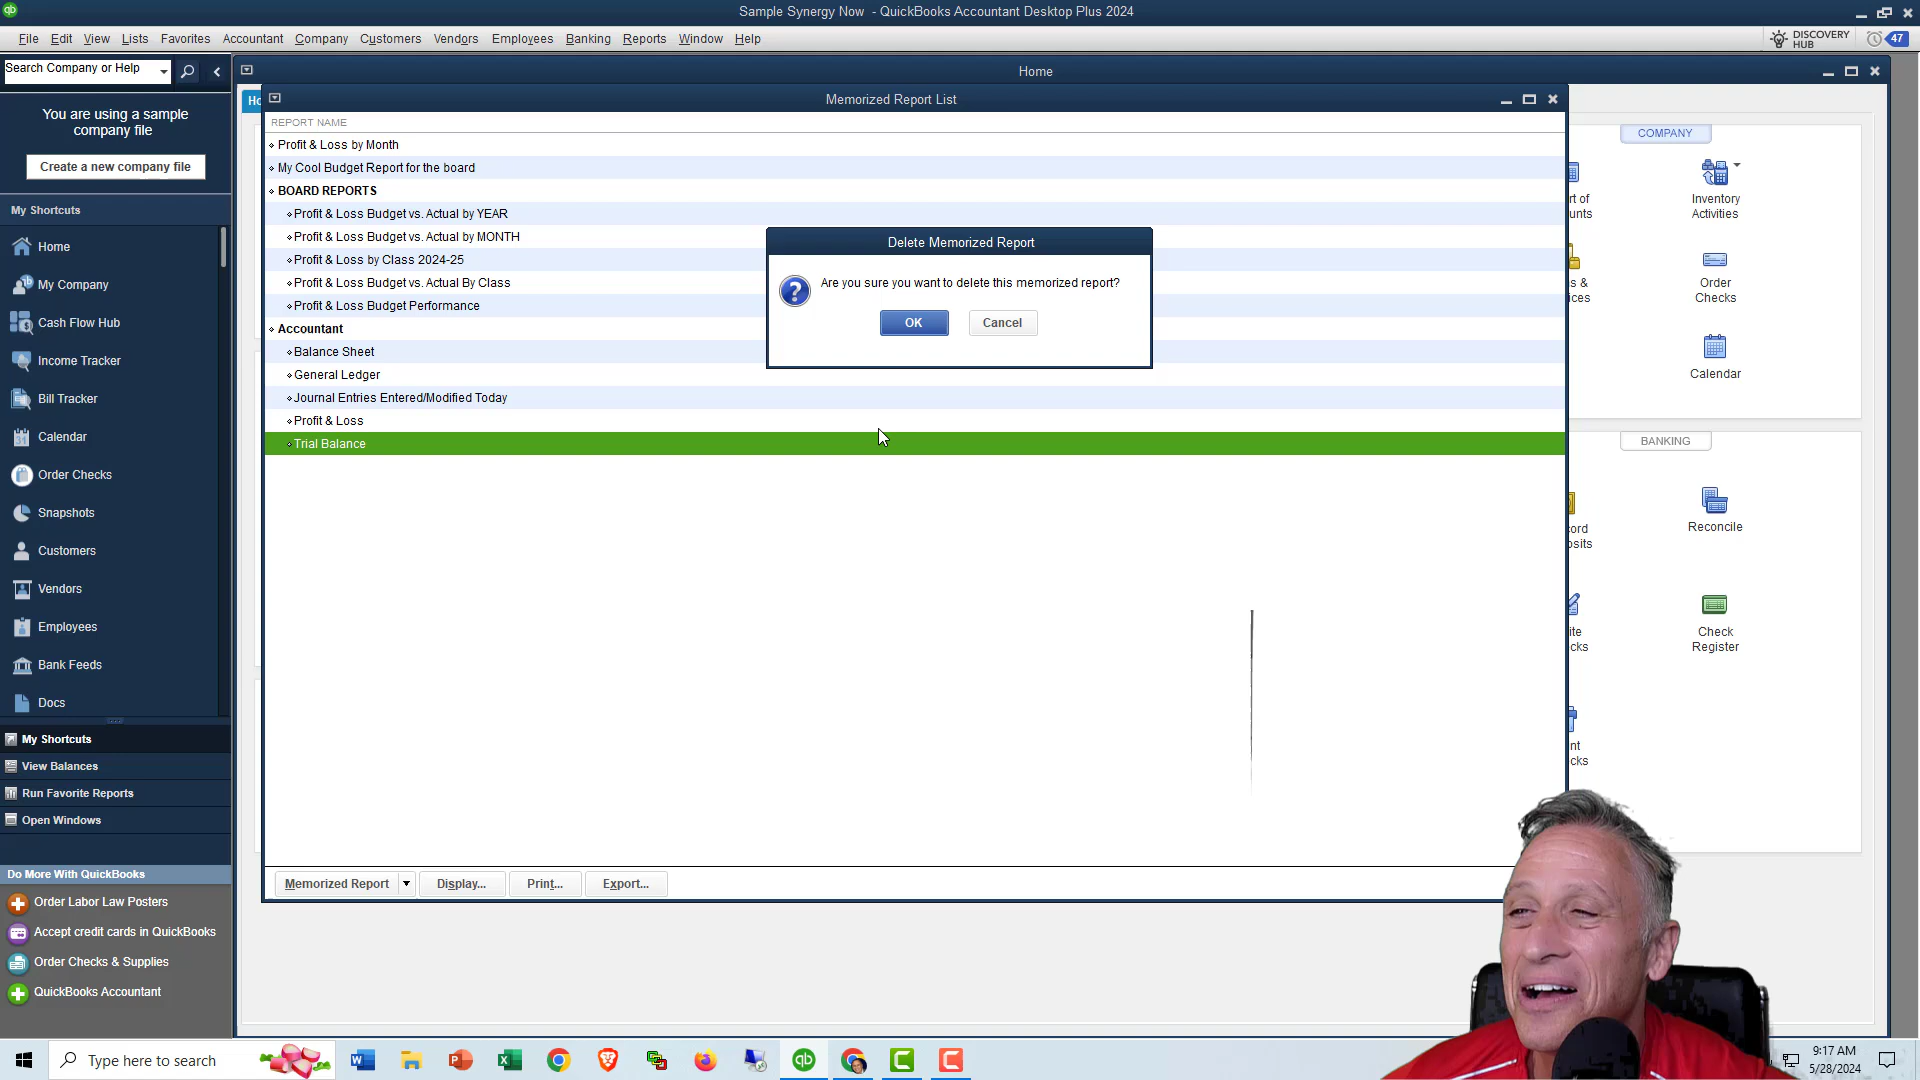 Sample Synergy Now - QuickBooks Accountant Desktop Plus 2024
File Edit View Lists Favorites Accountant Company Customers Vendors Employees Banking Reports Window Help
DISCOVERY
HUB
47
Search Company or Help
You are using a sample
company file
Create a new company file
My Shortcuts
Home
My Company
Cash Flow Hub
Income Tracker
Bill Tracker
Calendar
Order Checks
Snapshots
Customers
Vendors
Employees
Bank Feeds
Docs
My Shortcuts
View Balances
Run Favorite Reports
Open Windows
Do More With QuickBooks
Order Labor Law Posters
Accept credit cards in QuickBooks
Order Checks & Supplies
QuickBooks Accountant
Home
Memorized Report List
REPORT NAME
Profit & Loss by Month
My Cool Budget Report for the board
BOARD REPORTS
Profit & Loss Budget vs. Actual by YEAR
Profit & Loss Budget vs. Actual by MONTH
Profit & Loss by Class 2024-25
Profit & Loss Budget vs. Actual By Class
Profit & Loss Budget Performance
Accountant
Balance Sheet
General Ledger
Journal Entries Entered/Modified Today
Profit & Loss
Trial Balance
Delete Memorized Report
Are you sure you want to delete this memorized report?
OK Cancel
Memorized Report Display... Print... Export...
COMPANY
Inventory
Activities
Order
Checks
Calendar
BANKING
Reconcile
Check
Register
Type here to search
9:17 AM
5/28/2024